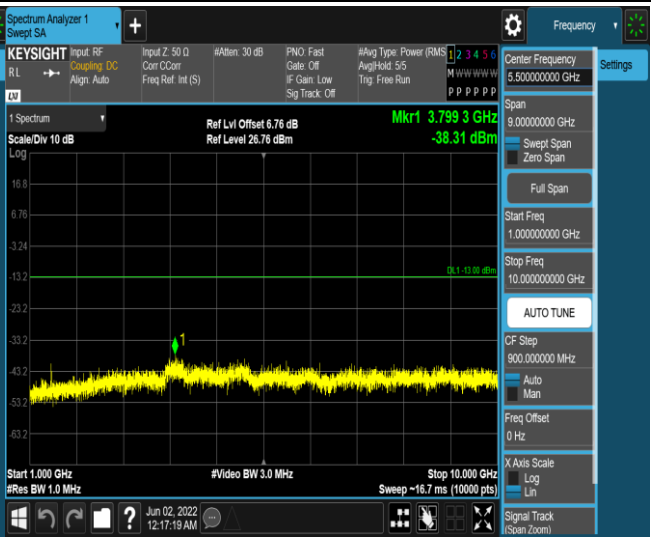 Spectrum Analyzer 1
Swept SA
Frequency
KEYSIGHT
RL
Input: RF
Coupling: DC
Align: Auto
Input Z: 50 Ω
Corr CCorr
Freq Ref: Int (S)
#Atten: 30 dB
PNO: Fast
Gate: Off
IF Gain: Low
Sig Track: Off
#Avg Type: Power (RMS
Avg|Hold: 5/5
Trig: Free Run
1 2 3 4 5 6
M W W W W W
P P P P P P
LXI
1 Spectrum
Scale/Div 10 dB
Log
Ref Lvl Offset 6.76 dB
Ref Level 26.76 dBm
Mkr1 3.799 3 GHz
-38.31 dBm
16.8
6.76
-3.24
-13.2
-23.2
-33.2
-43.2
-53.2
-63.2
DL1 -13.00 dBm
1
Start 1.000 GHz
#Res BW 1.0 MHz
#Video BW 3.0 MHz
Stop 10.000 GHz
Sweep ~16.7 ms (10000 pts)
Jun 02, 2022
12:17:19 AM
?
Center Frequency
5.500000000 GHz
Settings
Span
9.00000000 GHz
Swept Span
Zero Span
Full Span
Start Freq
1.000000000 GHz
Stop Freq
10.000000000 GHz
AUTO TUNE
CF Step
900.000000 MHz
Auto
Man
Freq Offset
0 Hz
X Axis Scale
Log
Lin
Signal Track
(Span Zoom)